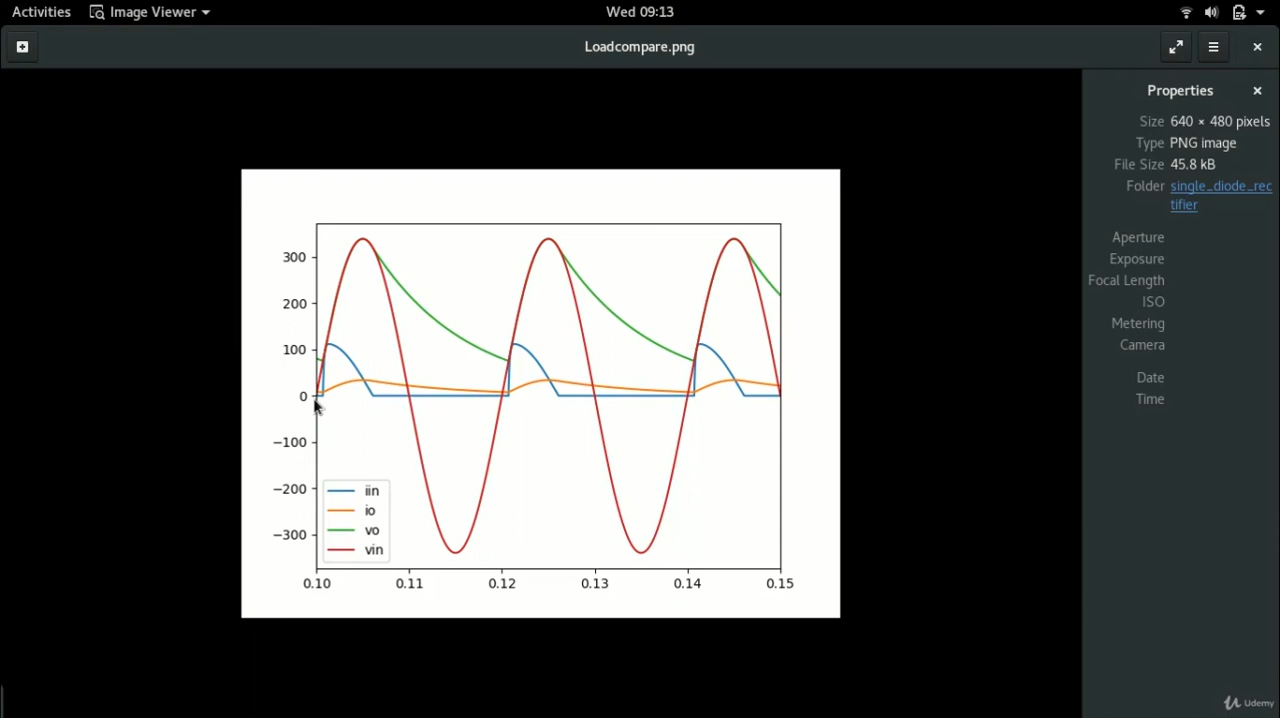 Activities Image Viewer Wed 09:13
Loadcompare.png
Properties
Size 640 × 480 pixels
Type PNG image
File Size 45.8 kB
Folder single_diode_rec
tifier
Aperture
Exposure
Focal Length
ISO
Metering
Camera
Date
Time
300
200
100
0
−100
−200
−300
iin
io
vo
vin
0.10 0.11 0.12 0.13 0.14 0.15
Udemy